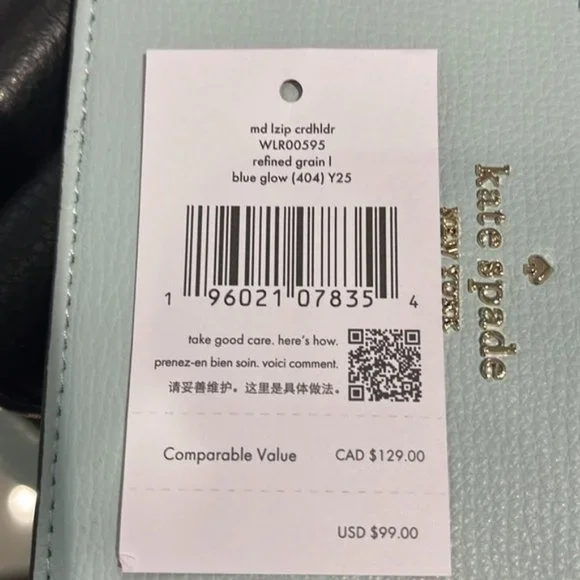 md lzip crdhldr
WLR00595
refined grain l
blue glow (404) Y25
1 96021 07835 4
take good care. here's how.
prenez-en bien soin. voici comment.
请妥善维护。这里是具体做法。
Comparable Value CAD $129.00
USD $99.00
kate spade
NEW YORK